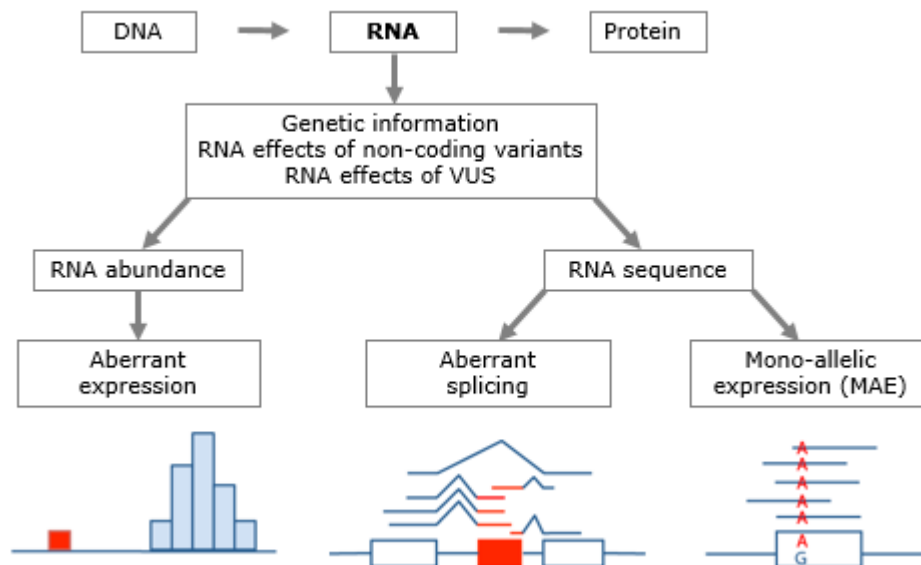 DNA
RNA
Protein
Genetic information
RNA effects of non-coding variants
RNA effects of VUS
RNA abundance
RNA sequence
Aberrant
expression
Aberrant
splicing
Mono-allelic
expression (MAE)
A
A
A
A
A
A
G